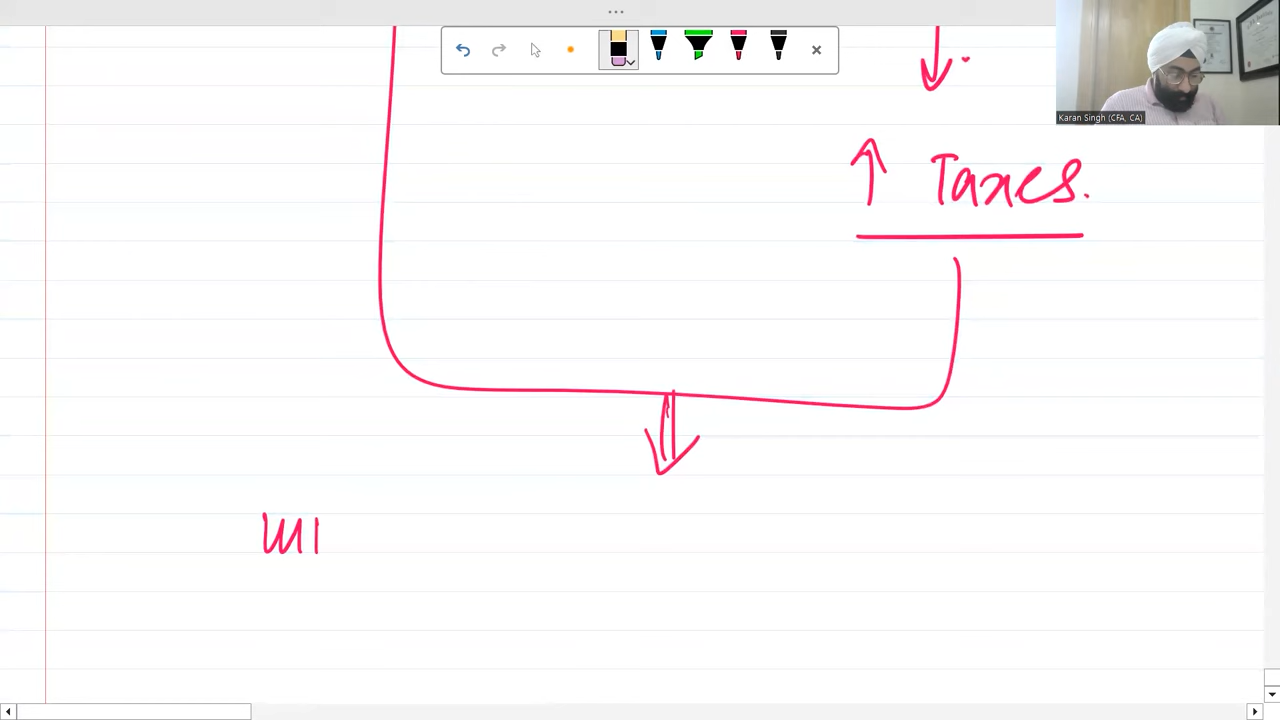 Karan Singh (CFA, CA)
↑ Taxes.